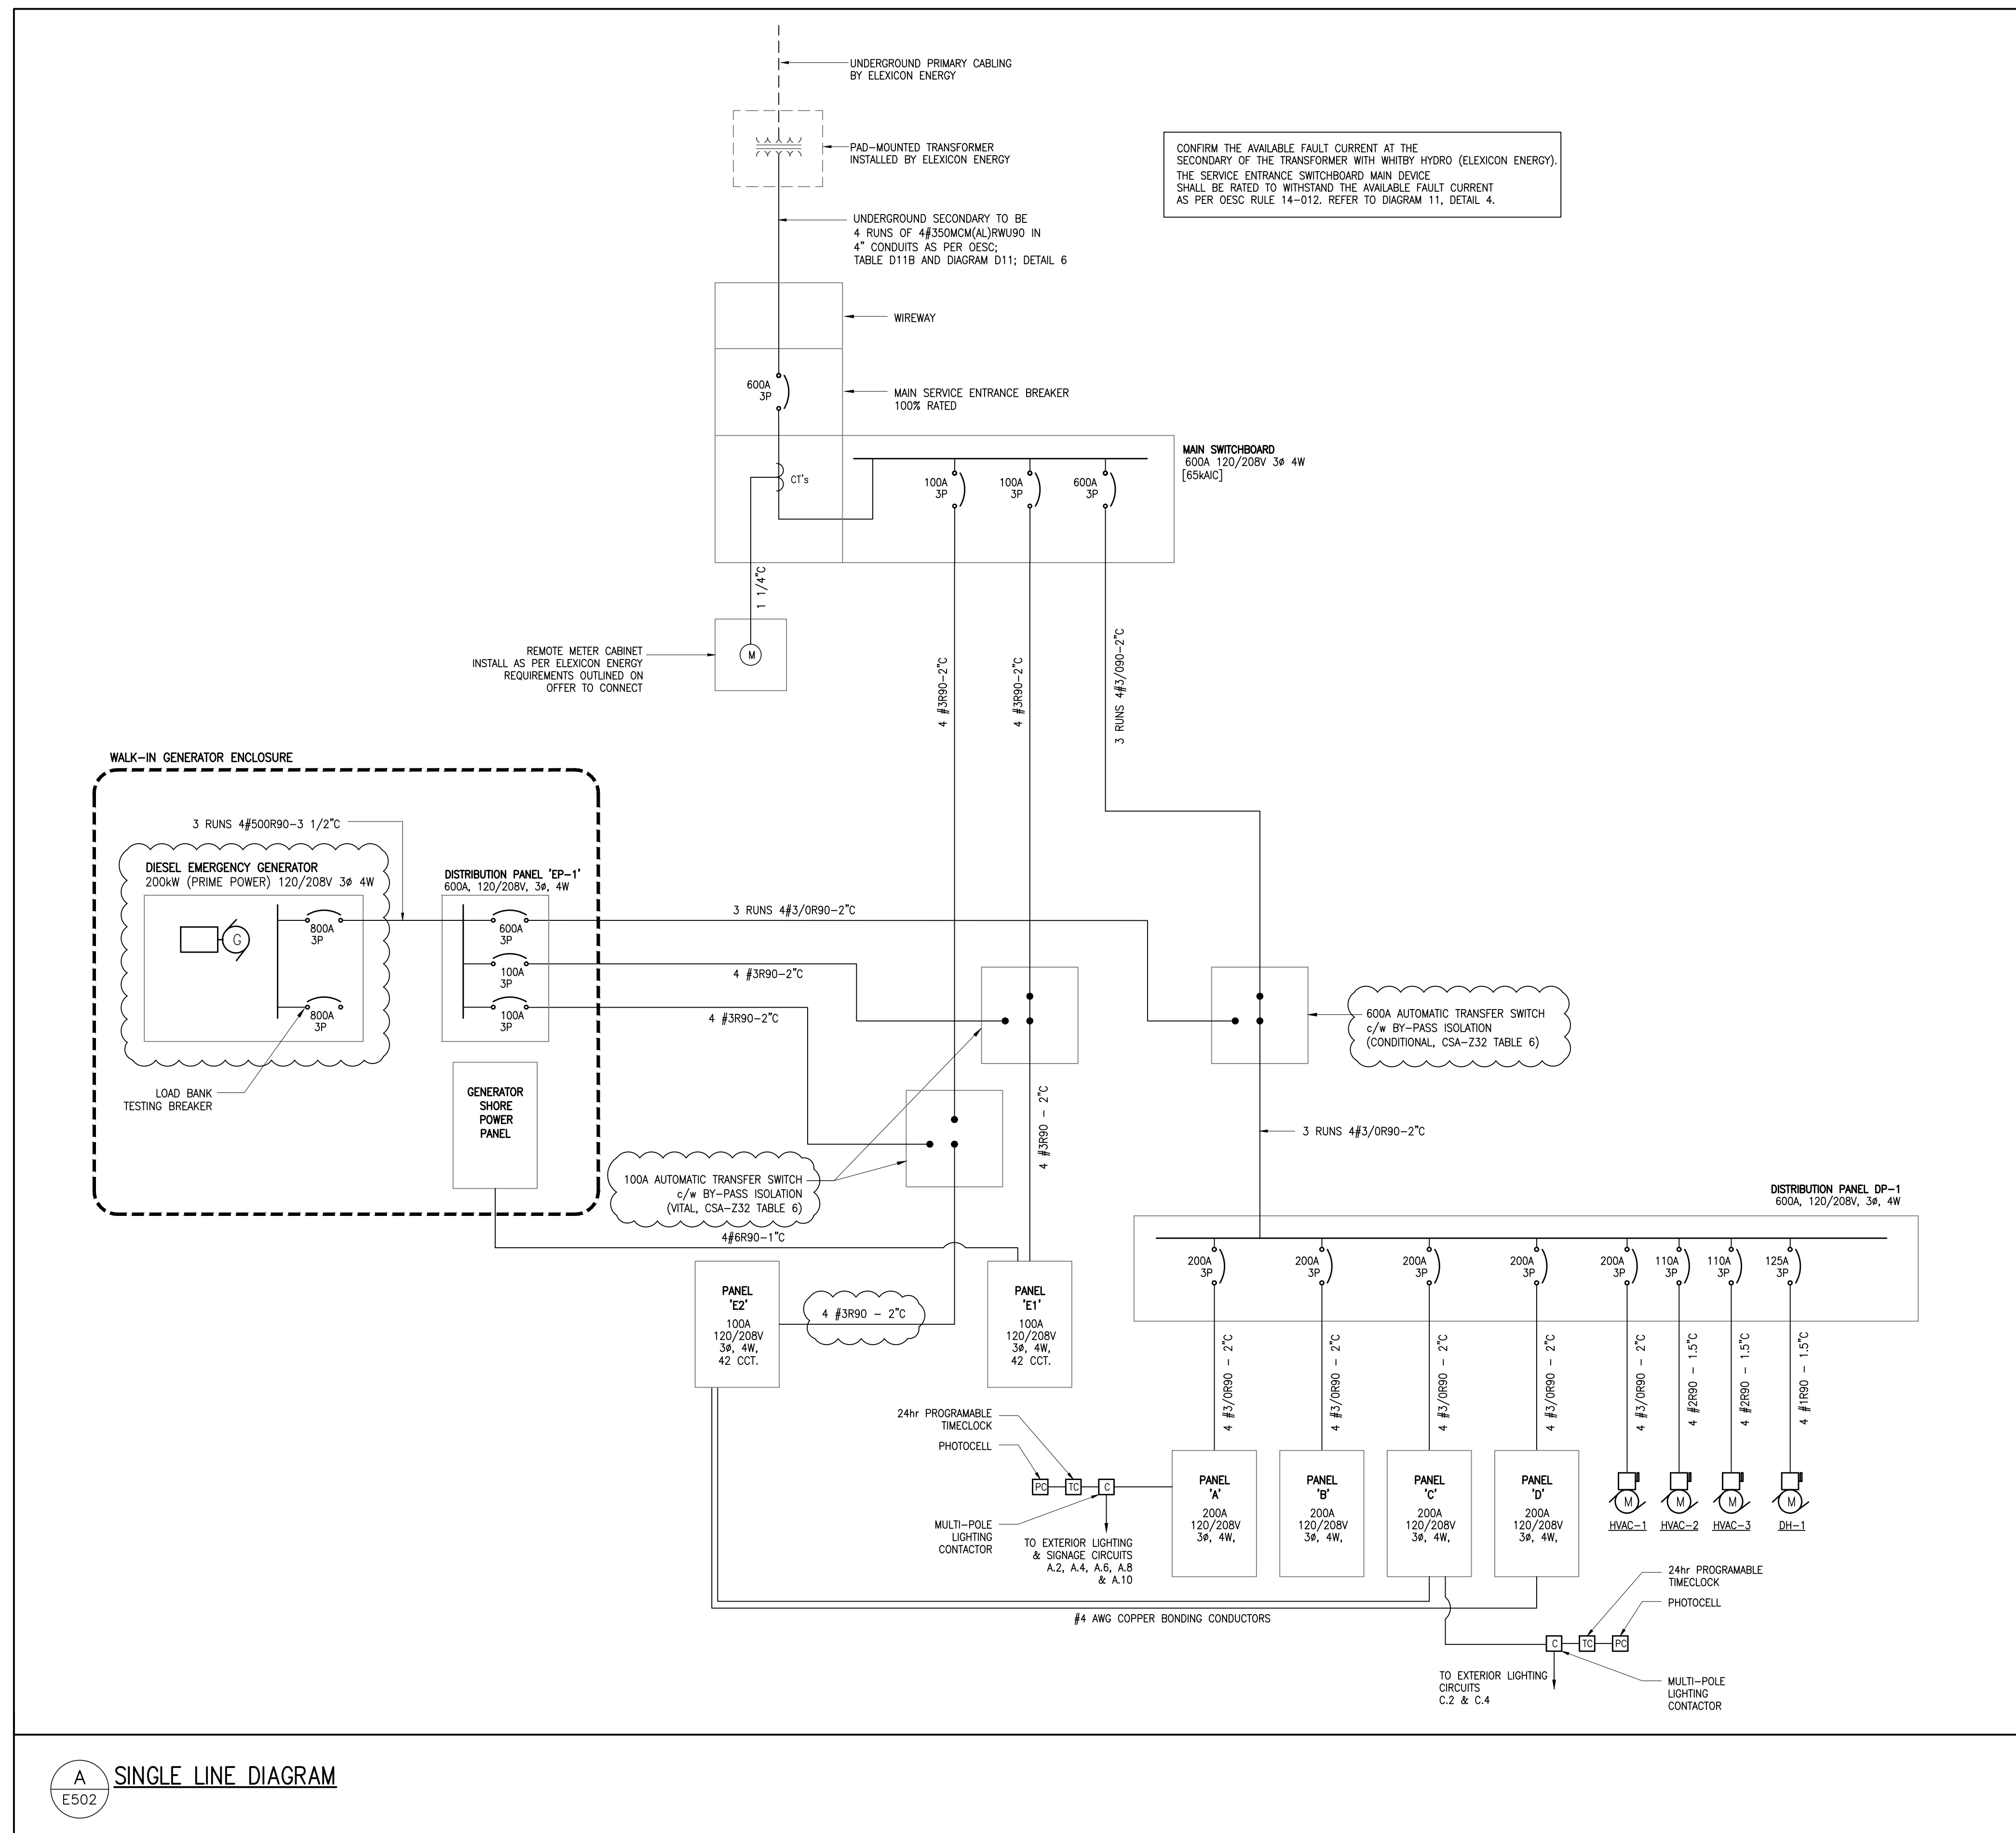 UNDERGROUND PRIMARY CABLING
BY ELEXICON ENERGY
PAD-MOUNTED TRANSFORMER
INSTALLED BY ELEXICON ENERGY
CONFIRM THE AVAILABLE FAULT CURRENT AT THE
SECONDARY OF THE TRANSFORMER WITH WHITBY HYDRO (ELEXICON ENERGY).
THE SERVICE ENTRANCE SWITCHBOARD MAIN DEVICE
SHALL BE RATED TO WITHSTAND THE AVAILABLE FAULT CURRENT
AS PER OESC RULE 14-012. REFER TO DIAGRAM 11, DETAIL 4.
UNDERGROUND SECONDARY TO BE
4 RUNS OF 4#350MCM(AL)RWU90 IN
4" CONDUITS AS PER OESC;
TABLE D11B AND DIAGRAM D11; DETAIL 6
WIREWAY
600A
3P
MAIN SERVICE ENTRANCE BREAKER
100% RATED
MAIN SWITCHBOARD
600A 120/208V 3ø 4W
[65kAIC]
CT's
100A
3P
100A
3P
600A
3P
1 1/4"C
REMOTE METER CABINET
INSTALL AS PER ELEXICON ENERGY
REQUIREMENTS OUTLINED ON
OFFER TO CONNECT
M
4 #3R90-2"C
4 #3R90-2"C
3 RUNS 4#3/090-2"C
WALK-IN GENERATOR ENCLOSURE
3 RUNS 4#500R90-3 1/2"C
DIESEL EMERGENCY GENERATOR
200kW (PRIME POWER) 120/208V 3ø 4W
G
800A
3P
800A
3P
LOAD BANK
TESTING BREAKER
DISTRIBUTION PANEL 'EP-1'
600A, 120/208V, 3ø, 4W
600A
3P
100A
3P
100A
3P
GENERATOR
SHORE
POWER
PANEL
3 RUNS 4#3/0R90-2"C
4 #3R90-2"C
4 #3R90-2"C
600A AUTOMATIC TRANSFER SWITCH
c/w BY-PASS ISOLATION
(CONDITIONAL, CSA-Z32 TABLE 6)
4 #3R90 - 2"C
3 RUNS 4#3/0R90-2"C
100A AUTOMATIC TRANSFER SWITCH
c/w BY-PASS ISOLATION
(VITAL, CSA-Z32 TABLE 6)
4#6R90-1"C
DISTRIBUTION PANEL DP-1
600A, 120/208V, 3ø, 4W
200A
3P
200A
3P
200A
3P
200A
3P
200A
3P
110A
3P
110A
3P
125A
3P
PANEL
'E2'
100A
120/208V
3ø, 4W,
42 CCT.
4 #3R90 - 2"C
PANEL
'E1'
100A
120/208V
3ø, 4W,
42 CCT.
4 #3/0R90 - 2"C
4 #3/0R90 - 2"C
4 #3/0R90 - 2"C
4 #3/0R90 - 2"C
4 #3/0R90 - 2"C
4 #2R90 - 1.5"C
4 #2R90 - 1.5"C
4 #1R90 - 1.5"C
24hr PROGRAMABLE
TIMECLOCK
PHOTOCELL
PC
TC
C
MULTI-POLE
LIGHTING
CONTACTOR
TO EXTERIOR LIGHTING
& SIGNAGE CIRCUITS
A.2, A.4, A.6, A.8
& A.10
PANEL
'A'
200A
120/208V
3ø, 4W,
PANEL
'B'
200A
120/208V
3ø, 4W,
PANEL
'C'
200A
120/208V
3ø, 4W,
PANEL
'D'
200A
120/208V
3ø, 4W,
M
HVAC-1
M
HVAC-2
M
HVAC-3
M
DH-1
#4 AWG COPPER BONDING CONDUCTORS
24hr PROGRAMABLE
TIMECLOCK
PHOTOCELL
C
TC
PC
TO EXTERIOR LIGHTING
CIRCUITS
C.2 & C.4
MULTI-POLE
LIGHTING
CONTACTOR
A
E502
SINGLE LINE DIAGRAM